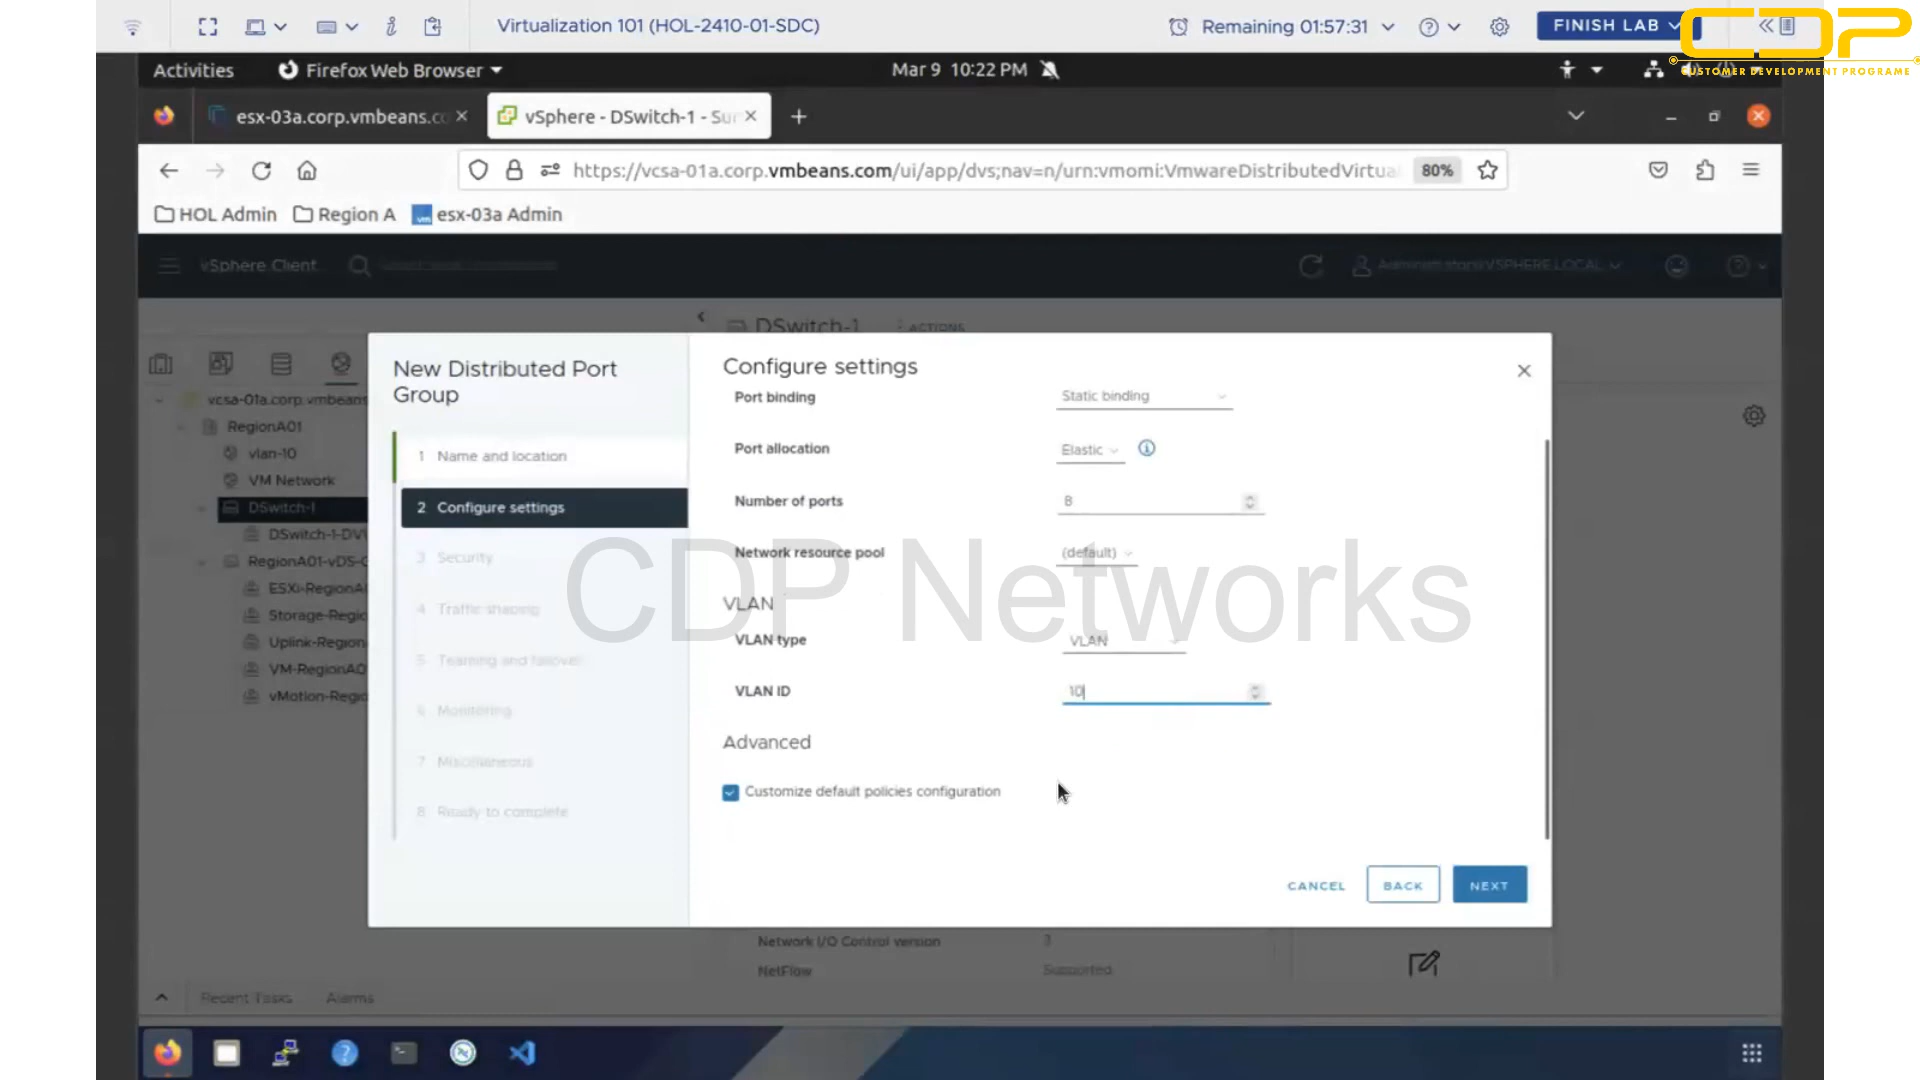 Virtualization 101 (HOL-2410-01-SDC)
Remaining 01:57:31
FINISH LAB
CDP
CUSTOMER DEVELOPMENT PROGRAME
Activities
Firefox Web Browser
Mar 9 10:22 PM
esx-03a.corp.vmbeans.co
vSphere - DSwitch-1 - Sum
https://vcsa-01a.corp.vmbeans.com/ui/app/dvs;nav=n/urn:vmomi:VmwareDistributedVirtua
80%
HOL Admin
Region A
vm
esx-03a Admin
vSphere Client
Administrator@VSPHERE.LOCAL
DSwitch-1
ACTIONS
vcsa-01a.corp.vmbeans
RegionA01
vlan-10
VM Network
DSwitch-1
DSwitch-1-DV
RegionA01-vDS-C
ESXi-RegionA
Storage-Regio
Uplink-Region
VM-RegionA0
vMotion-Regio
New Distributed Port
Group
1 Name and location
2 Configure settings
3 Security
4 Traffic shaping
5 Teaming and failover
6 Monitoring
7 Miscellaneous
8 Ready to complete
Configure settings
Port binding
Static binding
Port allocation
Elastic
Number of ports
8
Network resource pool
(default)
VLAN
VLAN type
VLAN
VLAN ID
10
Advanced
Customize default policies configuration
CANCEL
BACK
NEXT
CDP Networks
Network I/O Control version
3
NetFlow
Supported
Recent Tasks
Alarms